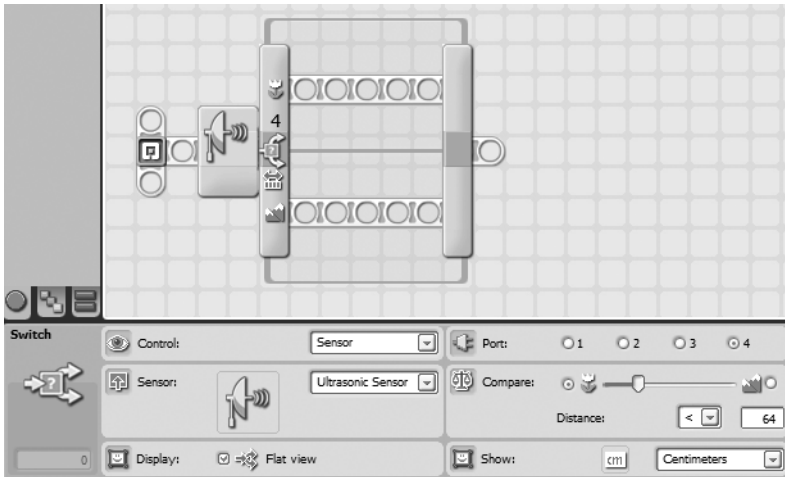 4
Switch
Control:
Sensor
Port:
1 2 3 4
Sensor:
Ultrasonic Sensor
Compare:
Distance:
< 64
0
Display:
Flat view
Show:
cm
Centimeters